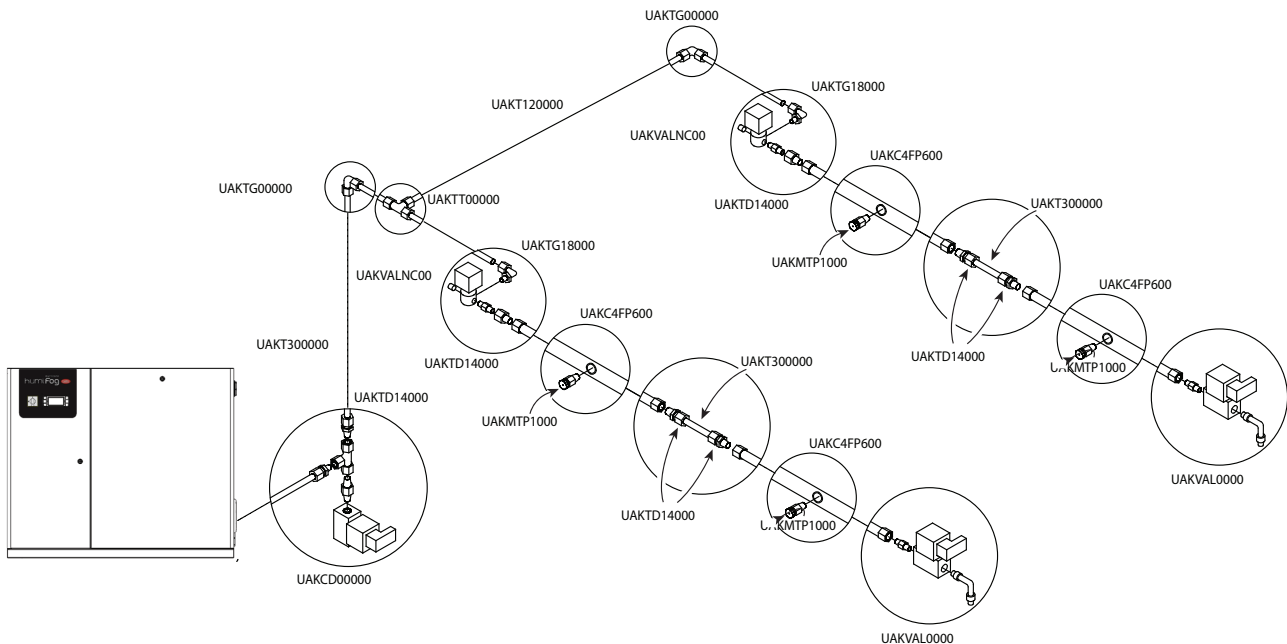 UAKTG00000
UAKT120000
UAKTG18000
UAKVALNC00
UAKC4FP600
UAKTG00000
UAKTT00000
UAKTD14000
UAKT300000
UAKTG18000
UAKMTP1000
UAKVALNC00
UAKC4FP600
UAKC4FP600
UAKT300000
UAKTD14000
UAKTD14000
UAKT300000
UAKMTP1000
humiFog
UAKTD14000
UAKMTP1000
UAKC4FP600
UAKVAL0000
UAKTD14000
UAKMTP1000
UAKCD00000
UAKVAL0000